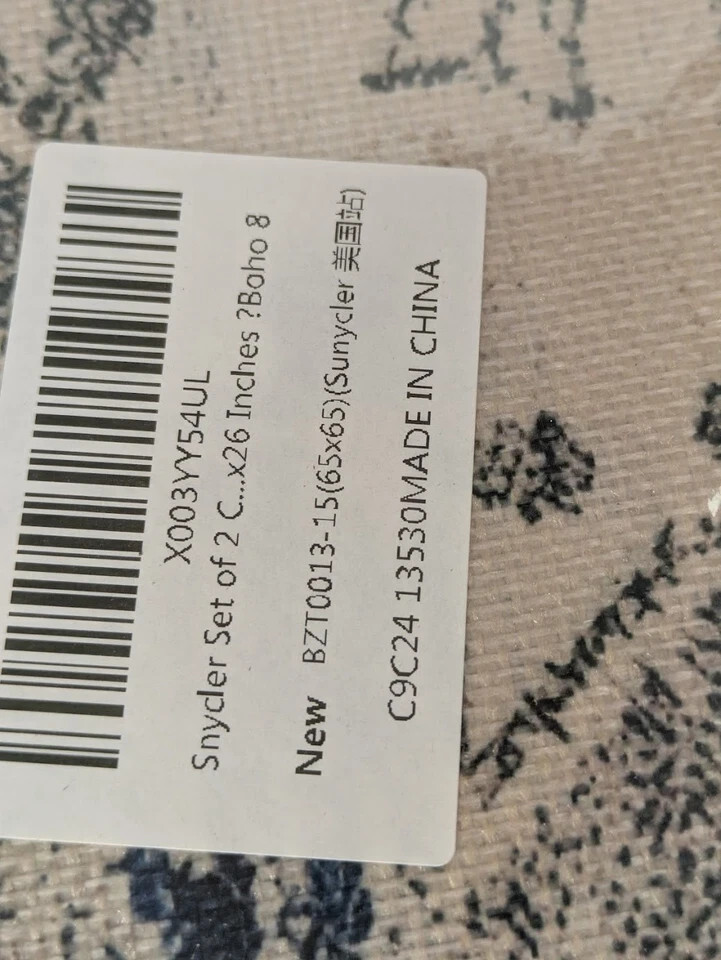 X003YY54UL
Snycler Set of 2 C...x26 Inches ?Boho 8
New BZT0013-15(65x65)(Sunycler 美国站)
C9C24 13530MADE IN CHINA